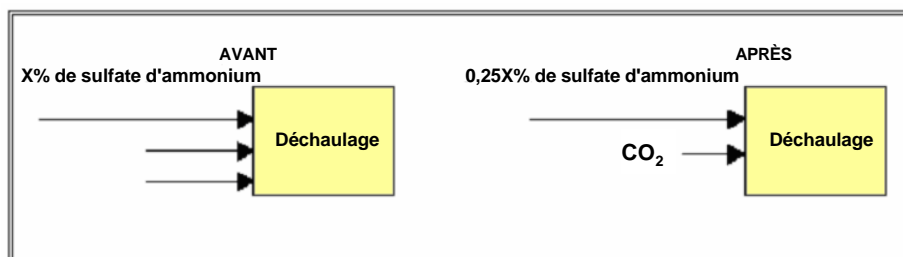 AVANT
X% de sulfate d'ammonium
Déchaulage
APRÈS
0,25X% de sulfate d'ammonium
CO₂
Déchaulage